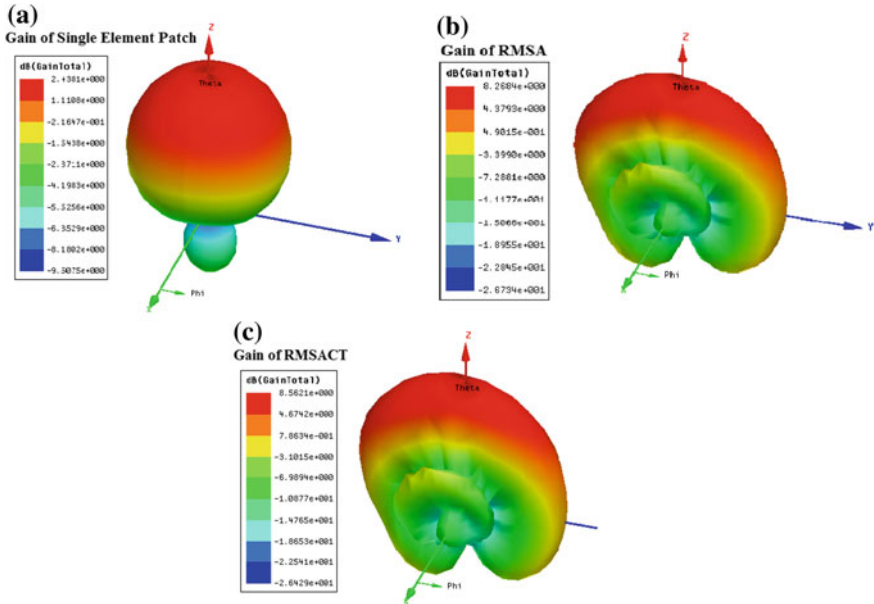 (a)
Gain of Single Element Patch
dB(GainTotal)
2.4381e+000
1.1108e+000
-2.1647e-001
-1.5438e+000
-2.8711e+000
-4.1983e+000
-5.5256e+000
-6.8529e+000
-8.1802e+000
-9.5075e+000
Z
Theta
Y
Phi
X
(b)
Gain of RMSA
dB(GainTotal)
8.2684e+000
4.3793e+000
4.9015e-001
-3.3990e+000
-7.2881e+000
-1.1177e+001
-1.5066e+001
-1.8955e+001
-2.2845e+001
-2.6734e+001
Z
Theta
Y
Phi
X
(c)
Gain of RMSACT
dB(GainTotal)
8.5621e+000
4.6742e+000
7.8634e-001
-3.1015e+000
-6.9894e+000
-1.0877e+001
-1.4765e+001
-1.8653e+001
-2.2541e+001
-2.6429e+001
Z
Theta
Phi
X